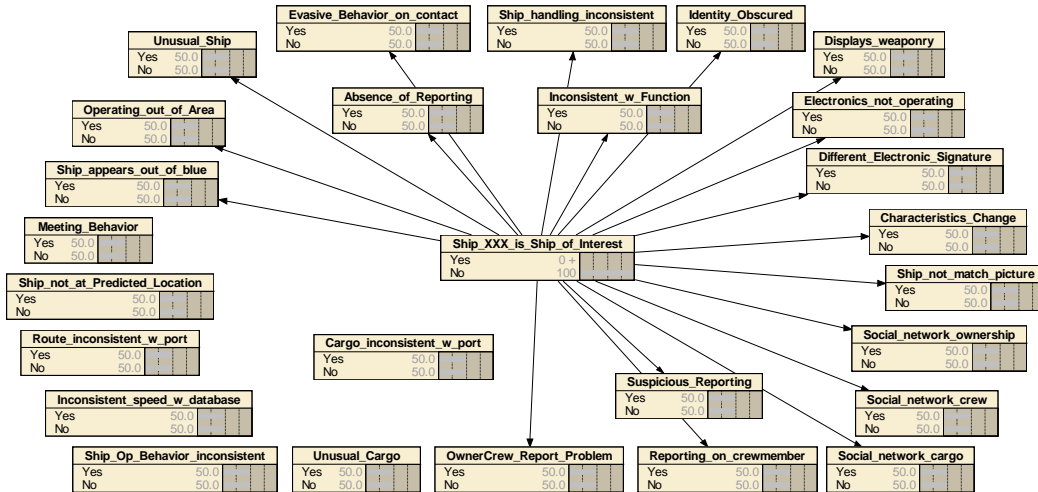 Evasive_Behavior_on_contact
Yes 50.0
No 50.0
Ship_handling_inconsistent
Yes 50.0
No 50.0
Identity_Obscured
Yes 50.0
No 50.0
Unusual_Ship
Yes 50.0
No 50.0
Displays_weaponry
Yes 50.0
No 50.0
Absence_of_Reporting
Yes 50.0
No 50.0
Inconsistent_w_Function
Yes 50.0
No 50.0
Operating_out_of_Area
Yes 50.0
No 50.0
Electronics_not_operating
Yes 50.0
No 50.0
Ship_appears_out_of_blue
Yes 50.0
No 50.0
Different_Electronic_Signature
Yes 50.0
No 50.0
Meeting_Behavior
Yes 50.0
No 50.0
Ship_XXX_is_Ship_of_Interest
Yes 0 +
No 100
Characteristics_Change
Yes 50.0
No 50.0
Ship_not_at_Predicted_Location
Yes 50.0
No 50.0
Ship_not_match_picture
Yes 50.0
No 50.0
Route_inconsistent_w_port
Yes 50.0
No 50.0
Cargo_inconsistent_w_port
Yes 50.0
No 50.0
Social_network_ownership
Yes 50.0
No 50.0
Suspicious_Reporting
Yes 50.0
No 50.0
Inconsistent_speed_w_database
Yes 50.0
No 50.0
Social_network_crew
Yes 50.0
No 50.0
Ship_Op_Behavior_inconsistent
Yes 50.0
No 50.0
Unusual_Cargo
Yes 50.0
No 50.0
OwnerCrew_Report_Problem
Yes 50.0
No 50.0
Reporting_on_crewmember
Yes 50.0
No 50.0
Social_network_cargo
Yes 50.0
No 50.0